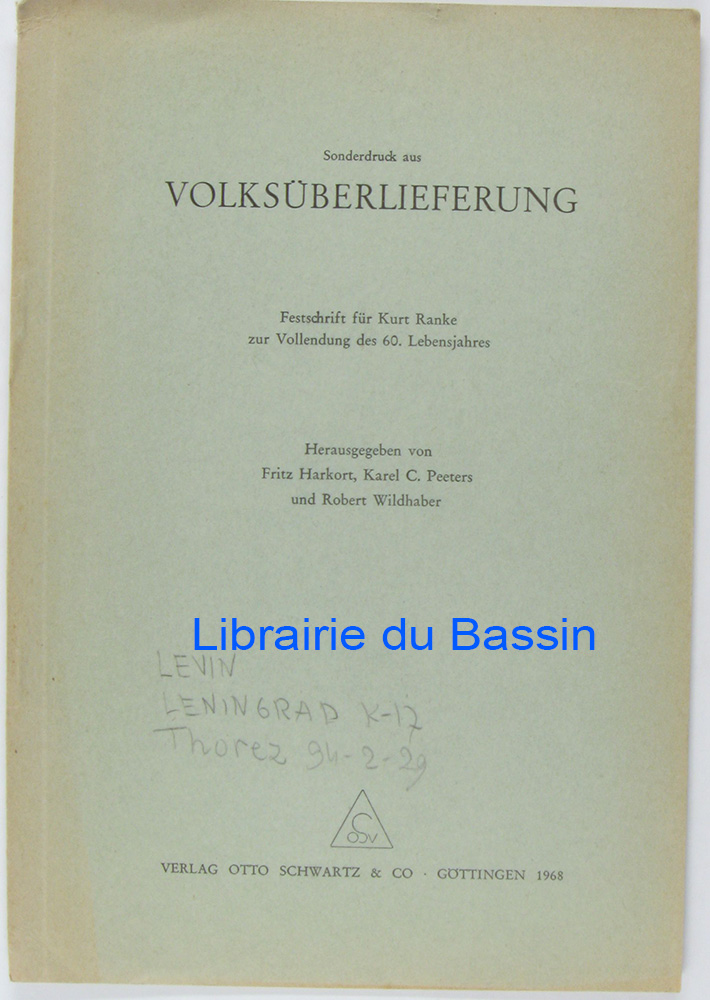 Sonderdruck aus
VOLKSÜBERLIEFERUNG
Festschrift für Kurt Ranke
zur Vollendung des 60. Lebensjahres
Herausgegeben von
Fritz Harkort, Karel C. Peeters
und Robert Wildhaber
Librairie du Bassin
LEVIN
LENINGRAD K-17
Thorez 94-2-29
VERLAG OTTO SCHWARTZ & CO · GÖTTINGEN 1968